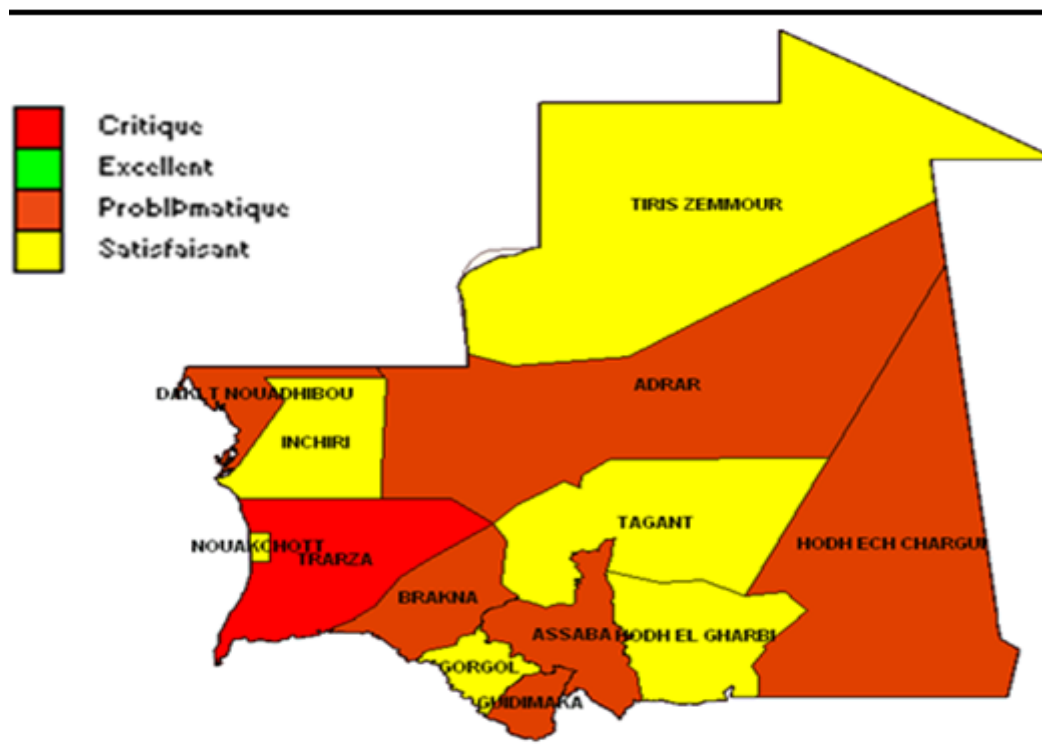 Critique
Excellent
ProblÞmatique
Satisfaisant
TIRIS ZEMMOUR
ADRAR
DAKLT NOUADHIBOU
INCHIRI
TAGANT
NOUAKCHOTT
TRARZA
HODH ECH CHARGUI
BRAKNA
ASSABA
HODH EL GHARBI
GORGOL
GUIDIMAKA